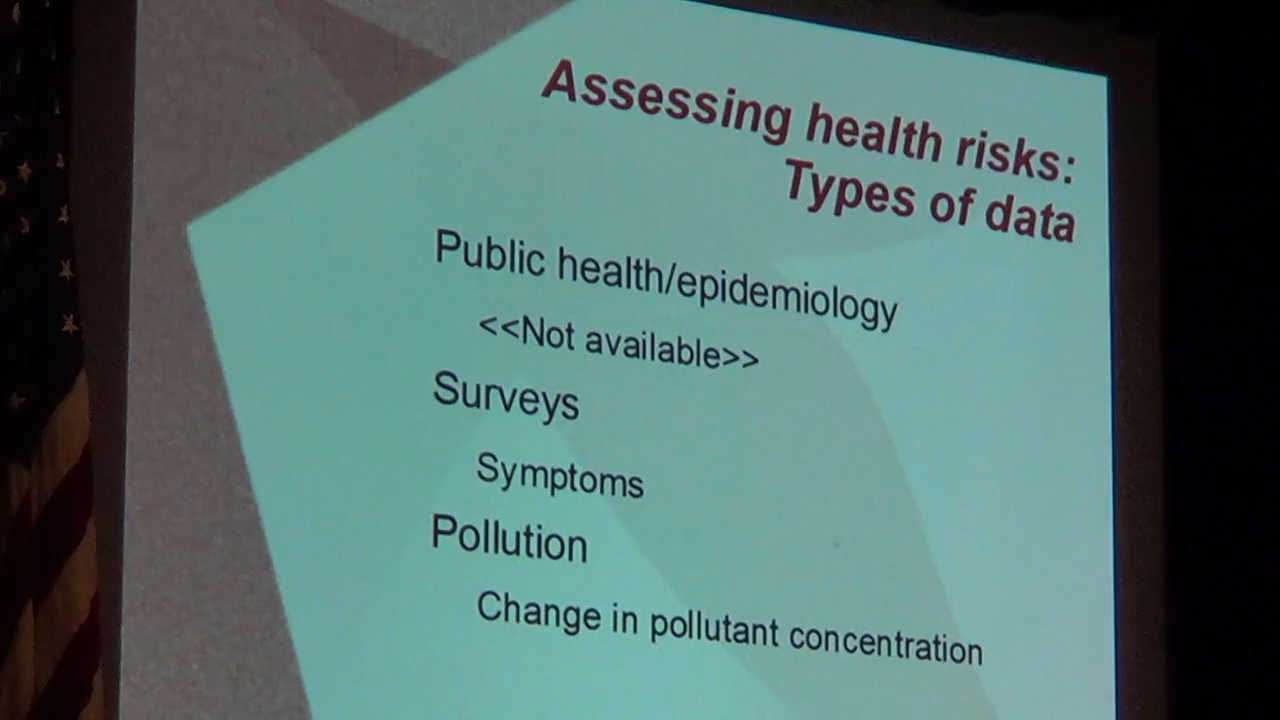 Assessing health risks:
Types of data
Public health/epidemiology
<<Not available>>
Surveys
Symptoms
Pollution
Change in pollutant concentration